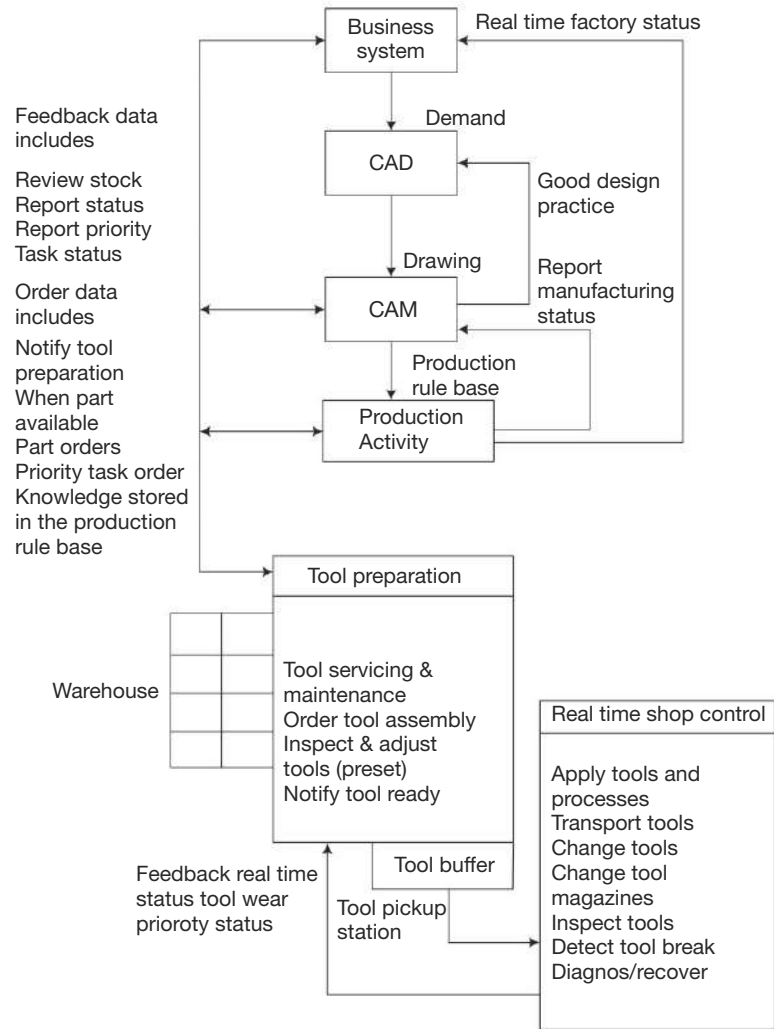 Business
system
Real time factory status
Demand
Feedback data
includes
Review stock
Report status
Report priority
Task status
Order data
includes
Notify tool
preparation
When part
available
Part orders
Priority task order
Knowledge stored
in the production
rule base
CAD
Good design
practice
Drawing
Report
manufacturing
status
CAM
Production
rule base
Production
Activity
Tool preparation
Warehouse
Tool servicing &
maintenance
Order tool assembly
Inspect & adjust
tools (preset)
Notify tool ready
Tool buffer
Feedback real time
status tool wear
prioroty status
Tool pickup
station
Real time shop control
Apply tools and
processes
Transport tools
Change tools
Change tool
magazines
Inspect tools
Detect tool break
Diagnos/recover